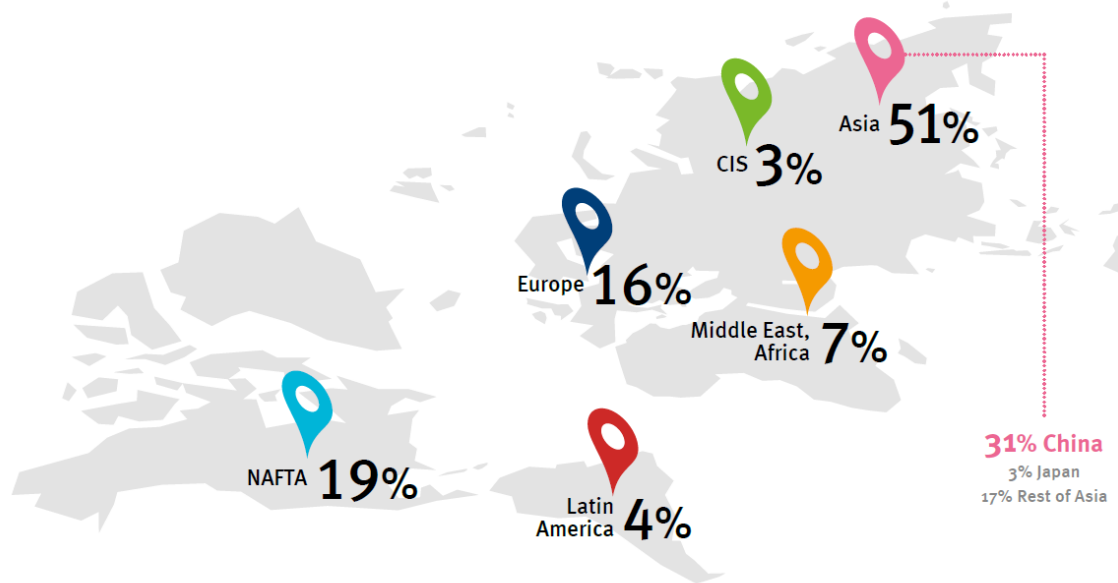 Asia 51%
CIS 3%
Europe 16%
Middle East,
Africa 7%
NAFTA 19%
Latin
America 4%
31% China
3% Japan
17% Rest of Asia